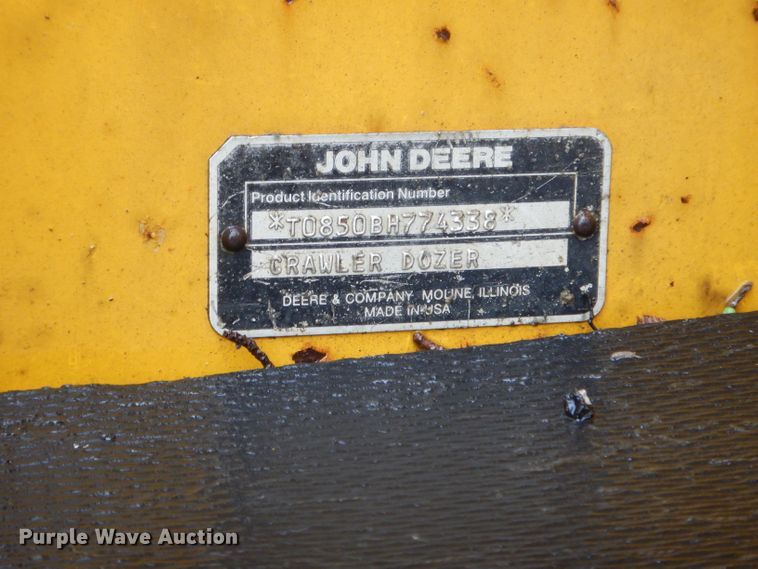 JOHN DEERE
Product Identification Number
*T0850BH774338*
CRAWLER DOZER
DEERE & COMPANY MOLINE, ILLINOIS
MADE IN USA
Purple Wave Auction